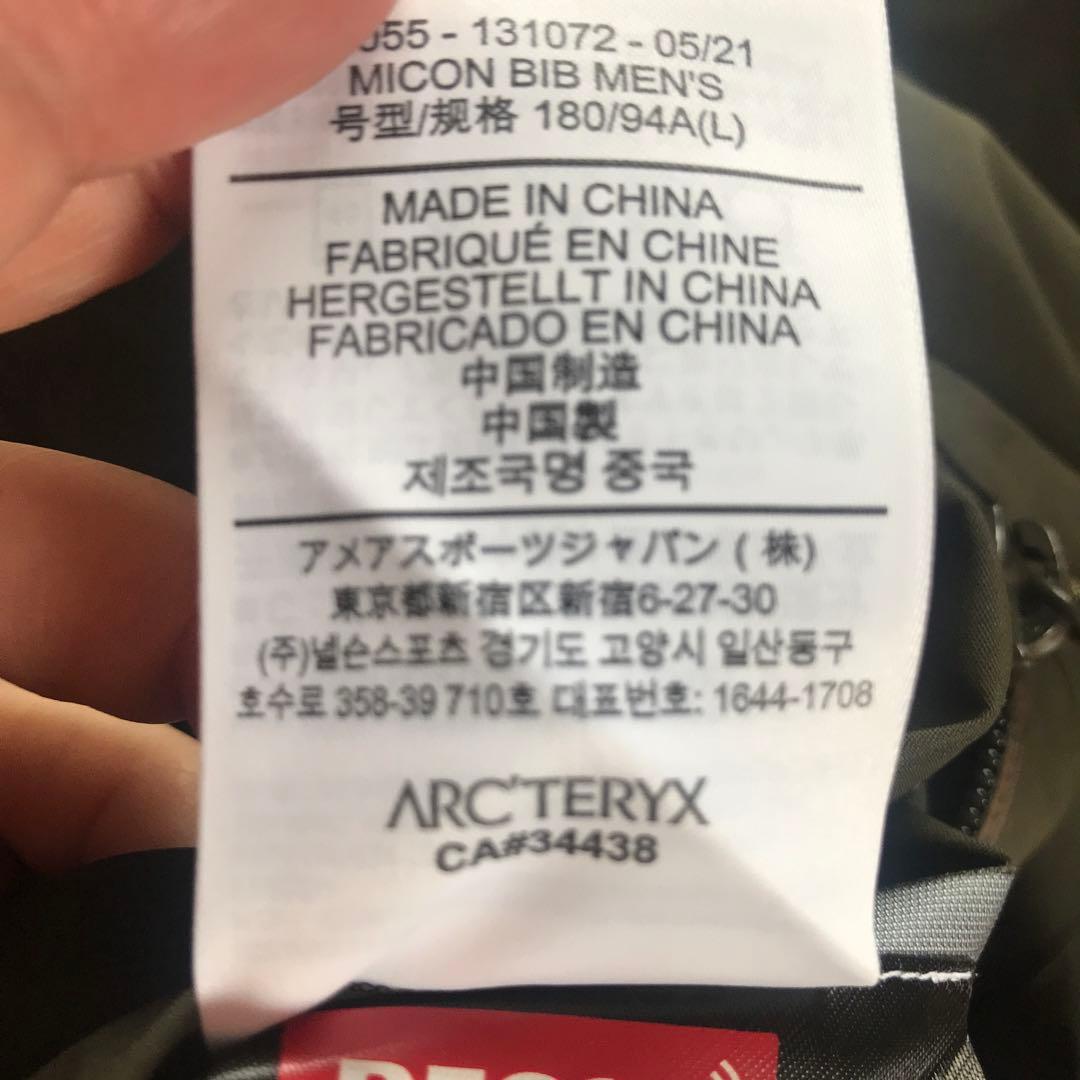 055 - 131072 - 05/21
MICON BIB MEN'S
号型/规格 180/94A(L)
MADE IN CHINA
FABRIQUÉ EN CHINE
HERGESTELLT IN CHINA
FABRICADO EN CHINA
中国制造
中国製
제조국명 중국
アメアスポーツジャパン ( 株)
東京都新宿区新宿6-27-30
(주)넬슨스포츠 경기도 고양시 일산동구
호수로 358-39 710호 대표번호: 1644-1708
ARC'TERYX
CA#34438